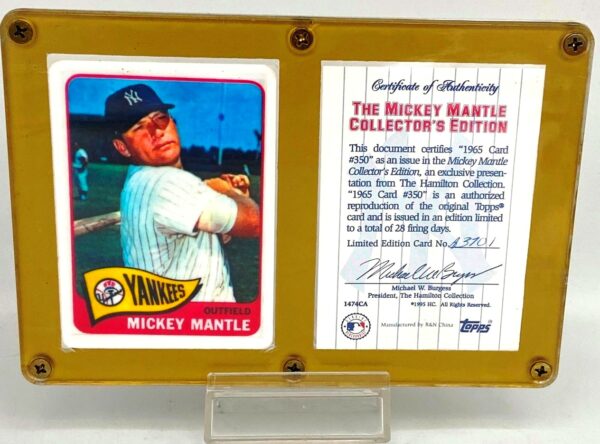 NY
YANKEES
OUTFIELD
MICKEY MANTLE
Certificate of Authenticity
THE MICKEY MANTLE
COLLECTOR'S EDITION
This document certifies "1965 Card
#350" as an issue in the Mickey Mantle
Collector's Edition, an exclusive presen-
tation from The Hamilton Collection.
"1965 Card #350" is an authorized
reproduction of the original Topps®
card and is issued in an edition limited
to a total of 28 firing days.
Limited Edition Card No. A3701
Michael W. Burgess
Michael W. Burgess
President, The Hamilton Collection
1474CA ©1995 HC. All Rights Reserved.
Manufactured by R&N China
topps